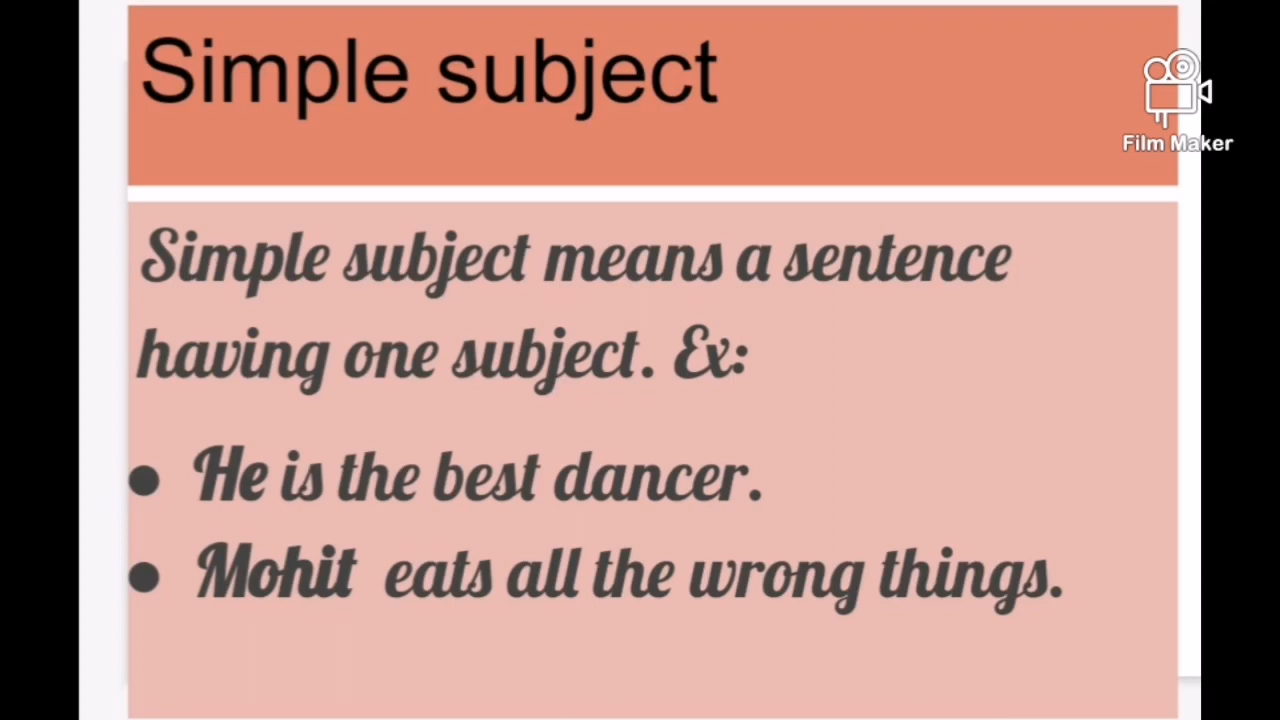 Simple subject
Film Maker
Simple subject means a sentence
having one subject. Ex:
● He is the best dancer.
● Mohit eats all the wrong things.